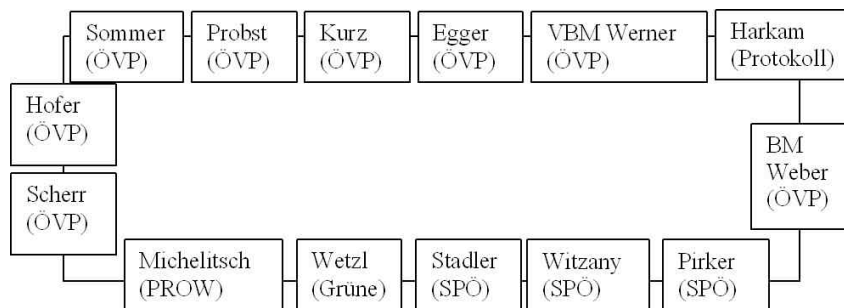 Sommer
(ÖVP)
Probst
(ÖVP)
Kurz
(ÖVP)
Egger
(ÖVP)
VBM Werner
(ÖVP)
Harkam
(Protokoll)
Hofer
(ÖVP)
BM
Weber
(ÖVP)
Scherr
(ÖVP)
Michelitsch
(PROW)
Wetzl
(Grüne)
Stadler
(SPÖ)
Witzany
(SPÖ)
Pirker
(SPÖ)